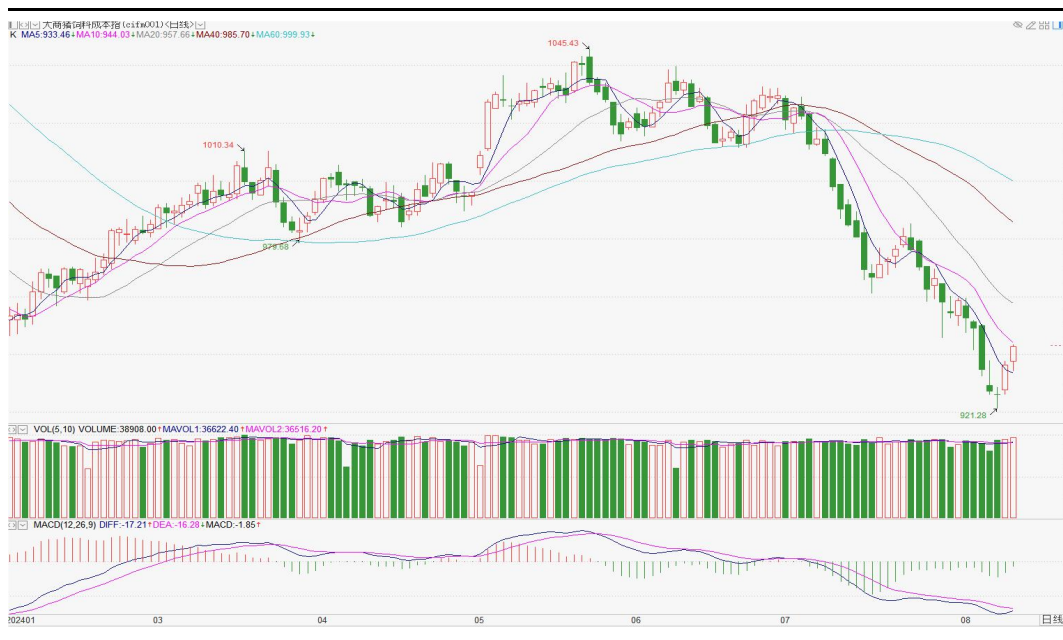 大商猪饲料成本指(cifm001)<日线>
K MA5:933.46↓MA10:944.03↓MA20:957.66↓MA40:985.70↓MA60:999.93↓
1045.43
1010.34
979.68
921.28
VOL(5,10) VOLUME:38908.00↑MAVOL1:36622.40↑MAVOL2:36516.20↑
MACD(12,26,9) DIFF:-17.21↑DEA:-16.28↓MACD:-1.85↑
202401 03 04 05 06 07 08 日线